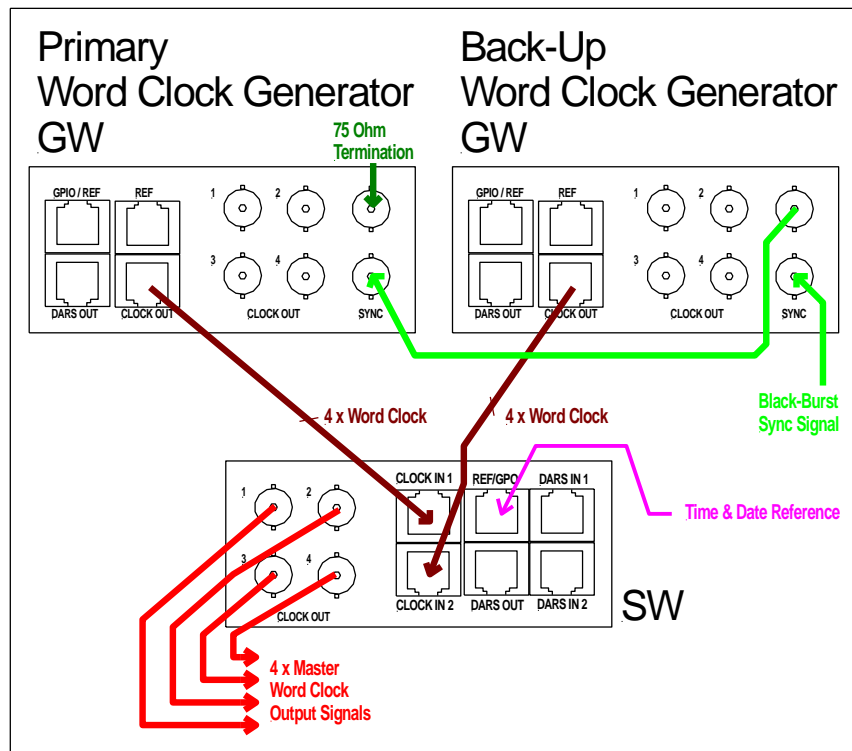 Primary
Word Clock Generator
GW
Back-Up
Word Clock Generator
GW
75 Ohm
Termination
GPIO / REF
REF
1
2
3
4
DARS OUT
CLOCK OUT
CLOCK OUT
SYNC
GPIO / REF
REF
1
2
3
4
DARS OUT
CLOCK OUT
CLOCK OUT
SYNC
4 x Word Clock
4 x Word Clock
Black-Burst
Sync Signal
1
2
3
4
CLOCK OUT
CLOCK IN 1
REF/GPO
DARS IN 1
CLOCK IN 2
DARS OUT
DARS IN 2
Time & Date Reference
SW
4 x Master
Word Clock
Output Signals